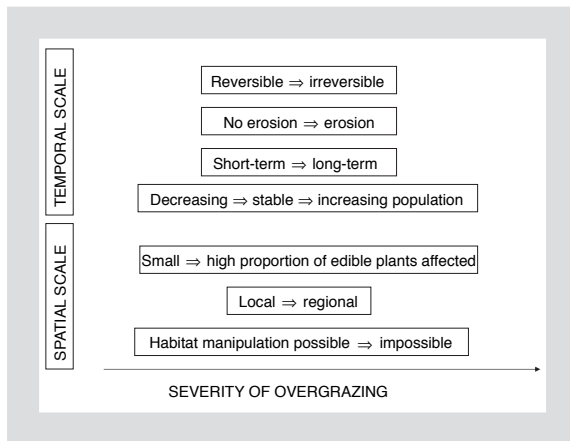 TEMPORAL SCALE
Reversible ⇒ irreversible
No erosion ⇒ erosion
Short-term ⇒ long-term
Decreasing ⇒ stable ⇒ increasing population
SPATIAL SCALE
Small ⇒ high proportion of edible plants affected
Local ⇒ regional
Habitat manipulation possible ⇒ impossible
SEVERITY OF OVERGRAZING